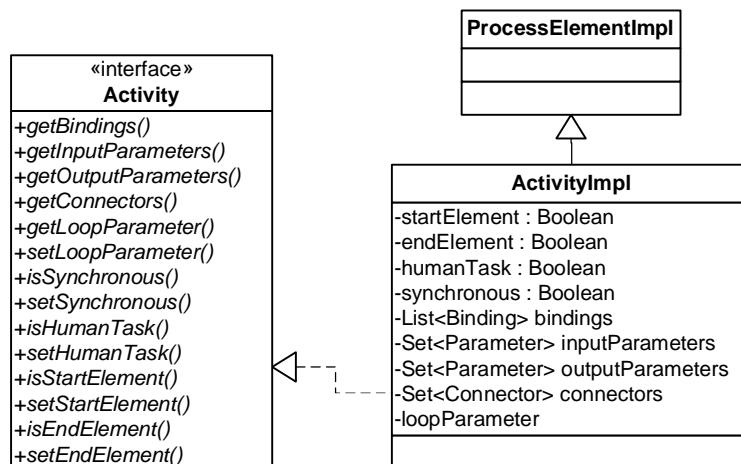 ProcessElementImpl
«interface»
Activity
+getBindings()
+getInputParameters()
+getOutputParameters()
+getConnectors()
+getLoopParameter()
+setLoopParameter()
+isSynchronous()
+setSynchronous()
+isHumanTask()
+setHumanTask()
+isStartElement()
+setStartElement()
+isEndElement()
+setEndElement()
ActivityImpl
-startElement : Boolean
-endElement : Boolean
-humanTask : Boolean
-synchronous : Boolean
-List<Binding> bindings
-Set<Parameter> inputParameters
-Set<Parameter> outputParameters
-Set<Connector> connectors
-loopParameter